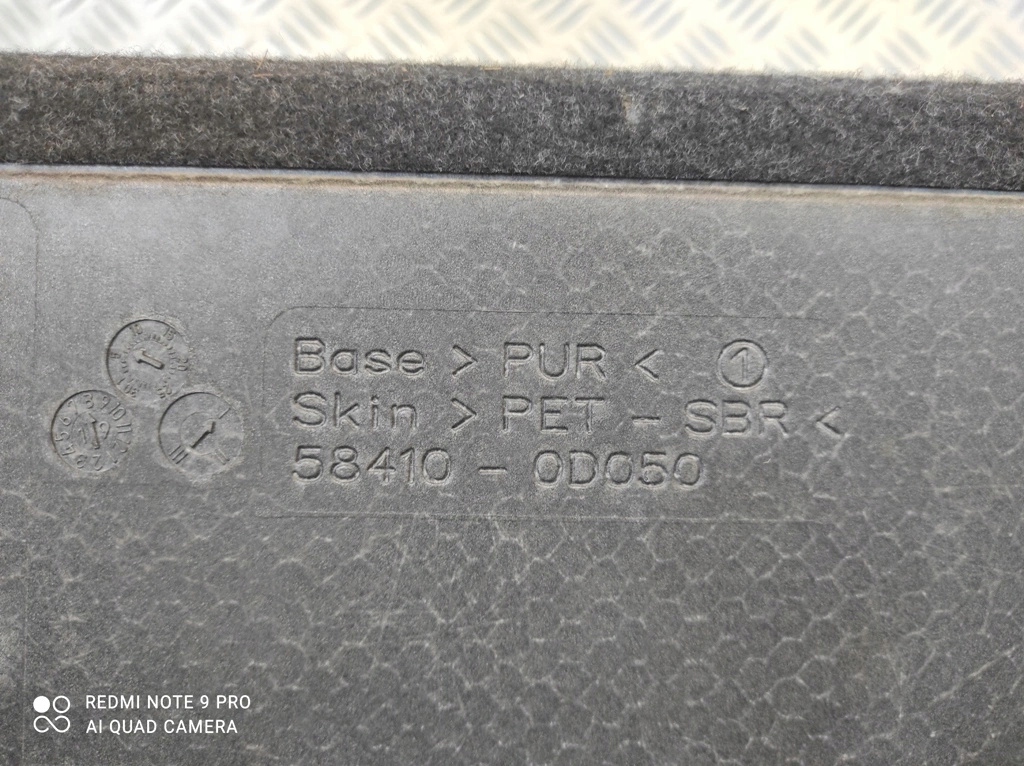 Base > PUR < ①
Skin > PET - SBR <
58410 - 0D050
REDMI NOTE 9 PRO
AI QUAD CAMERA